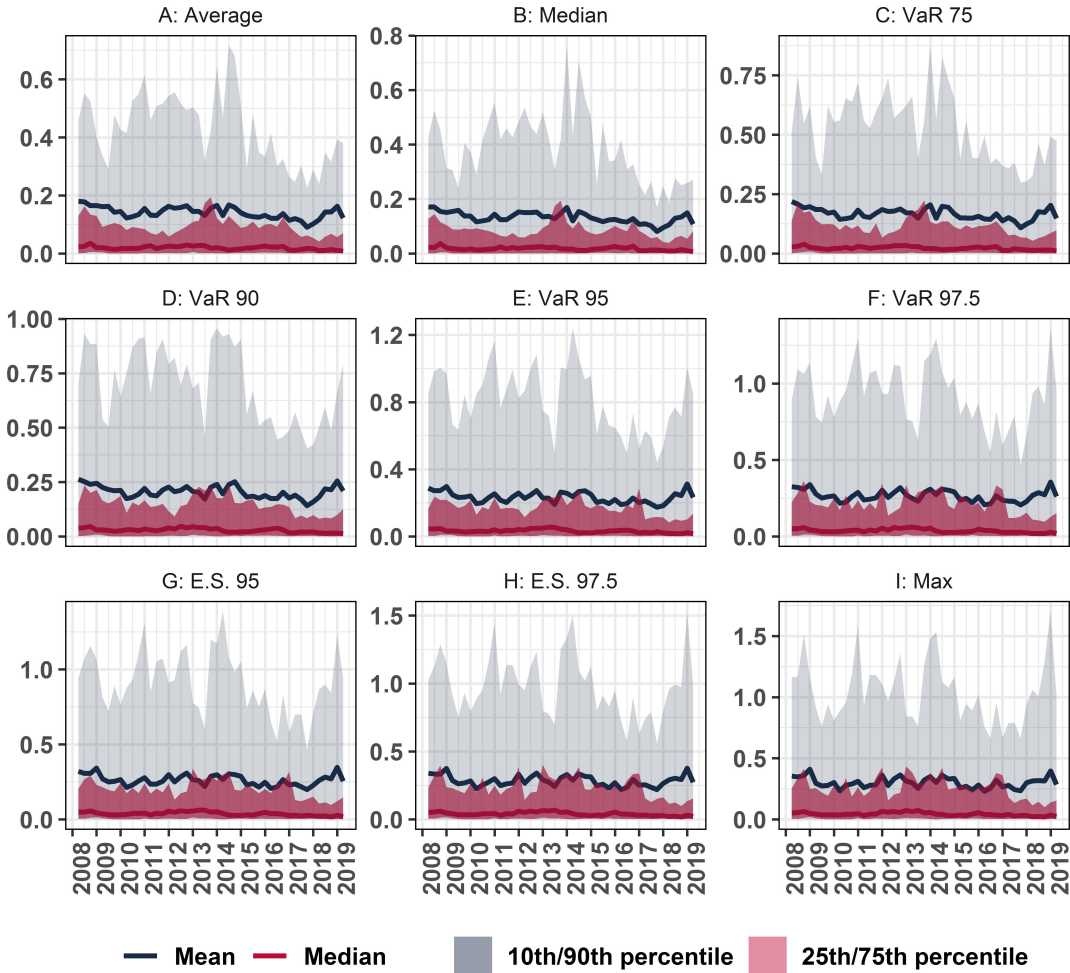 A: Average
B: Median
C: VaR 75
0.6
0.4
0.2
0.0
0.8
0.6
0.4
0.2
0.0
0.75
0.50
0.25
0.00
D: VaR 90
E: VaR 95
F: VaR 97.5
1.00
0.75
0.50
0.25
0.00
1.2
0.8
0.4
0.0
1.0
0.5
0.0
G: E.S. 95
H: E.S. 97.5
I: Max
1.0
0.5
0.0
1.5
1.0
0.5
0.0
1.5
1.0
0.5
0.0
2008 2009 2010 2011 2012 2013 2014 2015 2016 2017 2018 2019
2008 2009 2010 2011 2012 2013 2014 2015 2016 2017 2018 2019
2008 2009 2010 2011 2012 2013 2014 2015 2016 2017 2018 2019
Mean Median 10th/90th percentile 25th/75th percentile